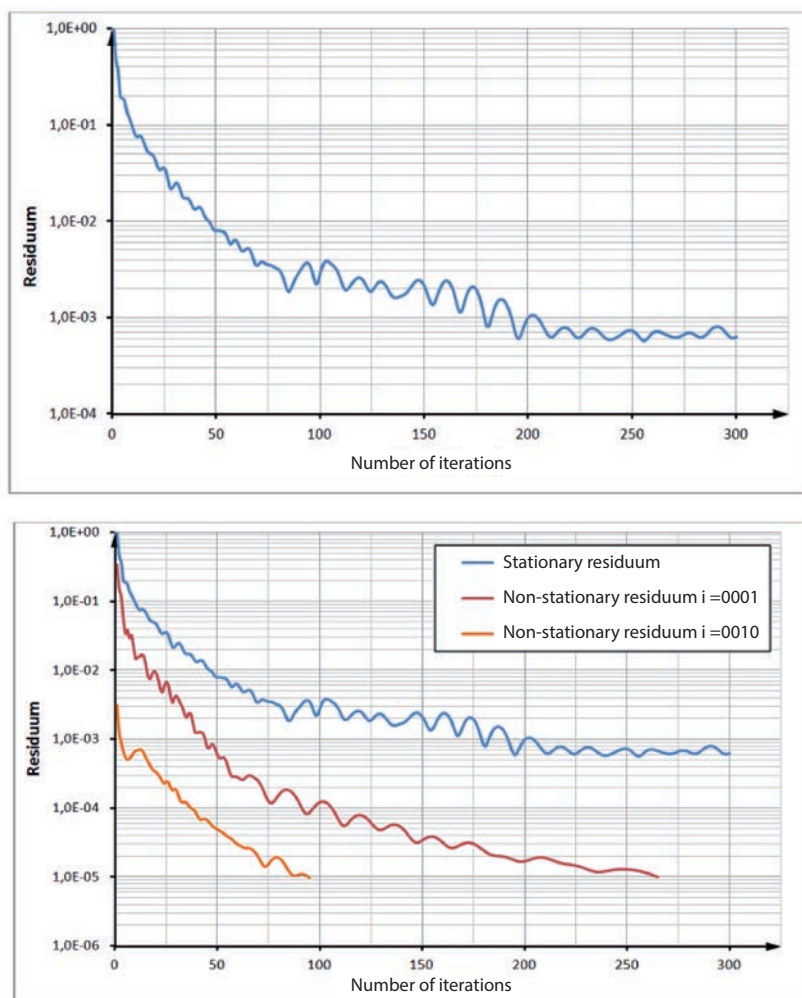 1,0E+00
1,0E-01
1,0E-02
1,0E-03
1,0E-04
Residuum
0 50 100 150 200 250 300
Number of iterations
1,0E+00
1,0E-01
1,0E-02
1,0E-03
1,0E-04
1,0E-05
1,0E-06
Residuum
Stationary residuum
Non-stationary residuum i =0001
Non-stationary residuum i =0010
0 50 100 150 200 250 300
Number of iterations